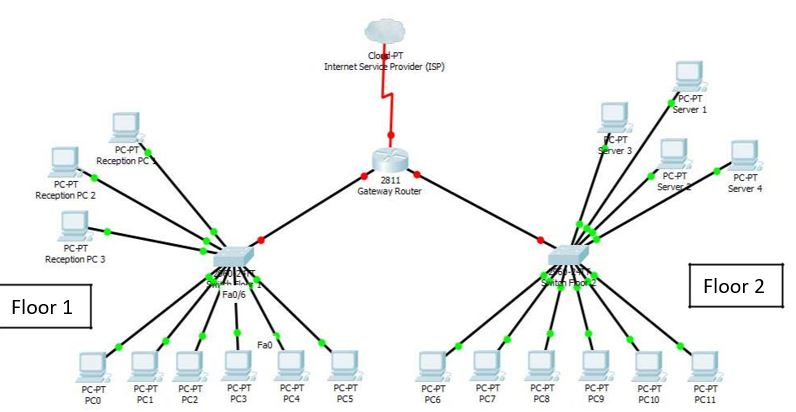 Cloud-PT
Internet Service Provider (ISP)
PC-PT
Server 1
PC-PT
Server 3
PC-PT
Server 2
PC-PT
Server 4
PC-PT
Reception PC 1
PC-PT
Reception PC 2
PC-PT
Reception PC 3
2811
Gateway Router
Switch Floor 1
Fa0/6
Switch Floor 2
Floor 1
Floor 2
Fa0
PC-PT
PC0
PC-PT
PC1
PC-PT
PC2
PC-PT
PC3
PC-PT
PC4
PC-PT
PC5
PC-PT
PC6
PC-PT
PC7
PC-PT
PC8
PC-PT
PC9
PC-PT
PC10
PC-PT
PC11